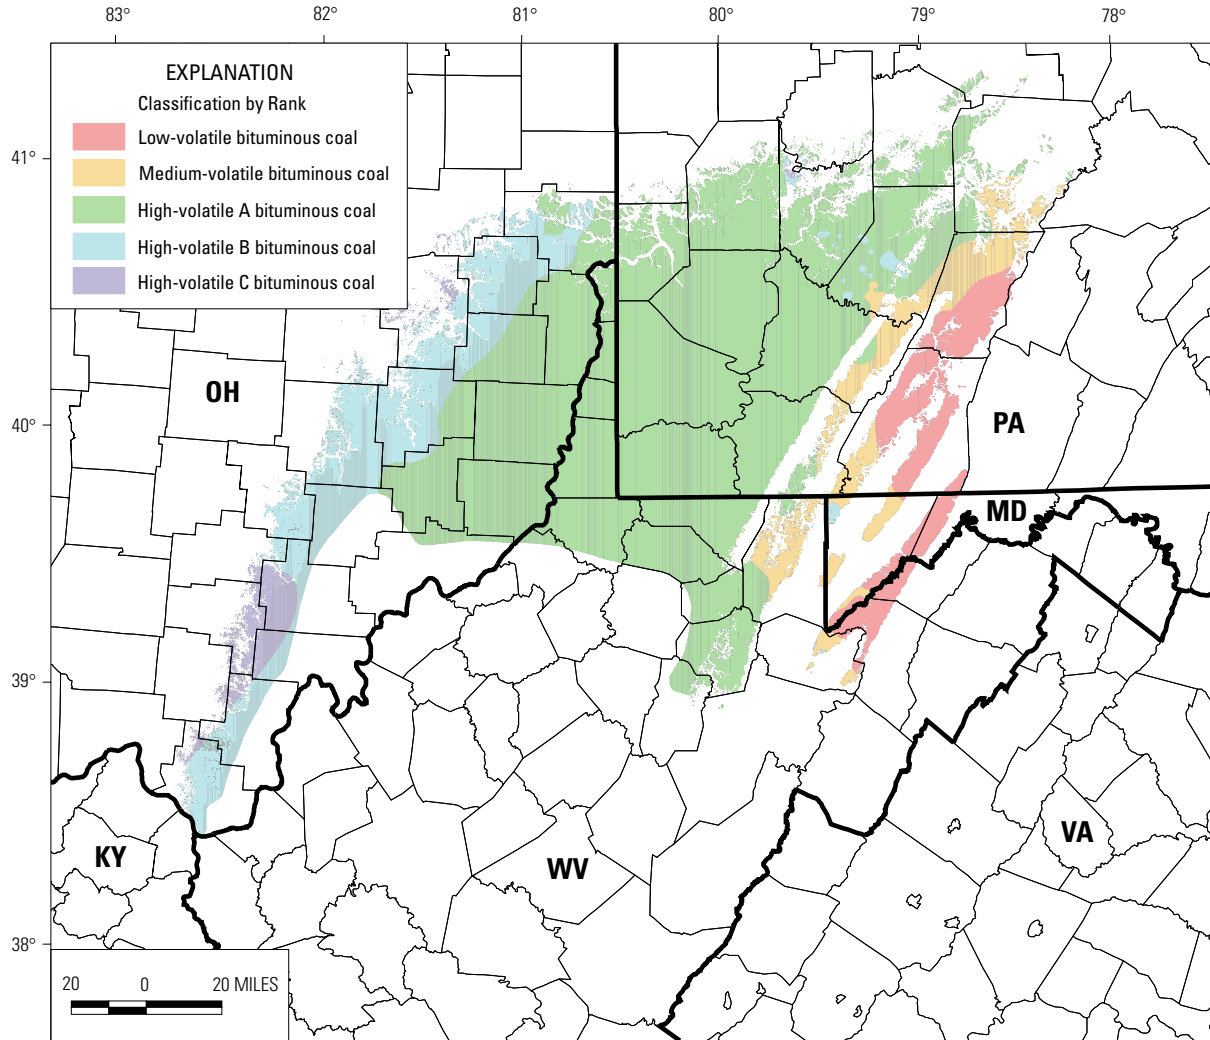 83° 82° 81° 80° 79° 78°
EXPLANATION
Classification by Rank
Low-volatile bituminous coal
Medium-volatile bituminous coal
High-volatile A bituminous coal
High-volatile B bituminous coal
High-volatile C bituminous coal
41°
OH
40°
PA
MD
39°
VA
KY
WV
38°
20 0 20 MILES